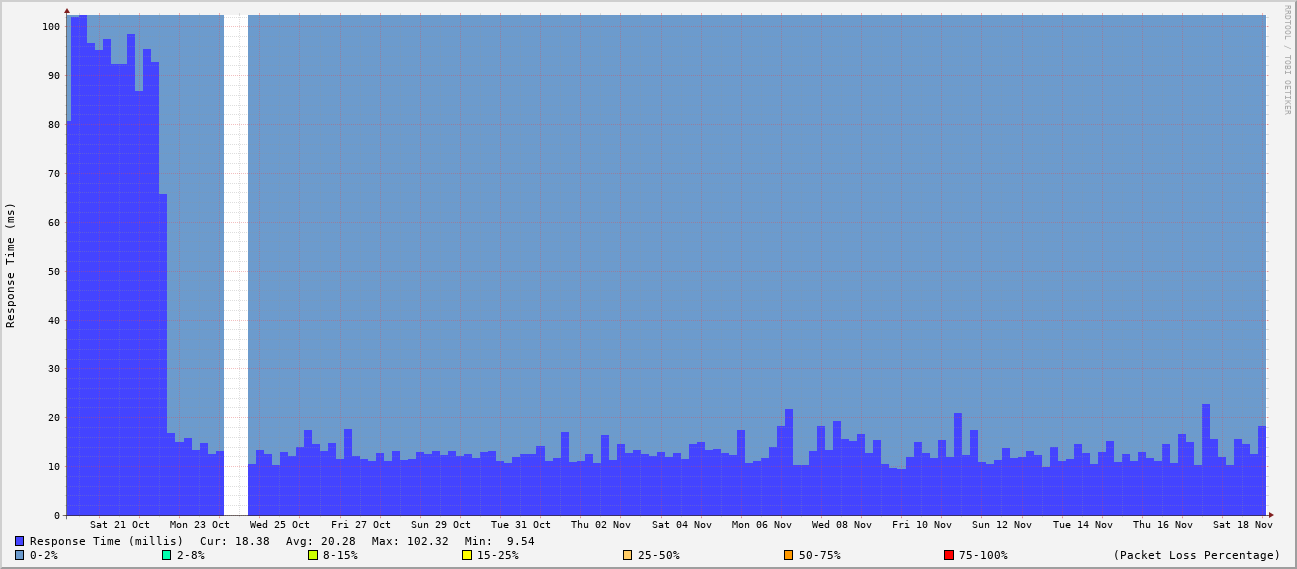 RRDTOOL / TOBI OETIKER
Response Time (ms)
100
90
80
70
60
50
40
30
20
10
0
Sat 21 Oct Mon 23 Oct Wed 25 Oct Fri 27 Oct Sun 29 Oct Tue 31 Oct Thu 02 Nov Sat 04 Nov Mon 06 Nov Wed 08 Nov Fri 10 Nov Sun 12 Nov Tue 14 Nov Thu 16 Nov Sat 18 Nov
Response Time (millis) Cur: 18.38 Avg: 20.28 Max: 102.32 Min: 9.54
0-2% 2-8% 8-15% 15-25% 25-50% 50-75% 75-100% (Packet Loss Percentage)